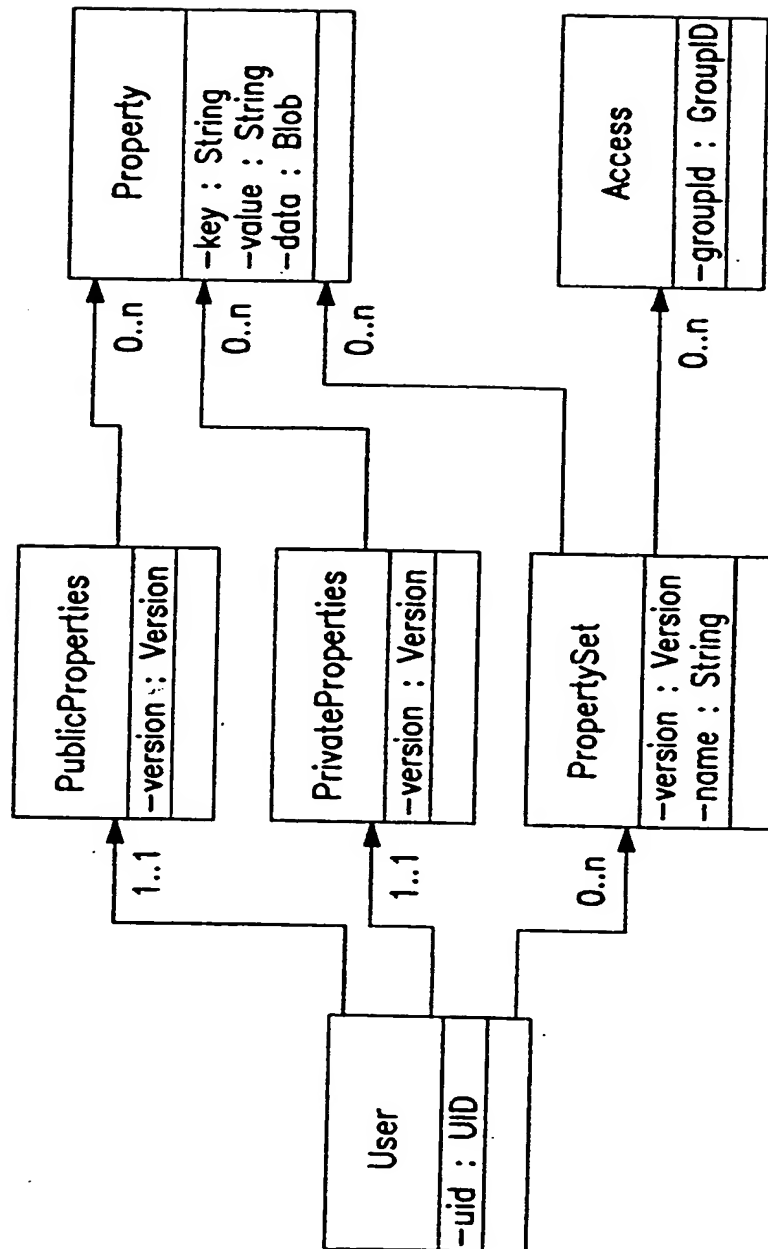 User
-uid : UID
1..1
1..1
0..n
PublicProperties
-version : Version
PrivateProperties
-version : Version
PropertySet
-version : Version
-name : String
0..n
0..n
0..n
0..n
Property
-key : String
-value : String
-data : Blob
Access
-groupId : GroupID